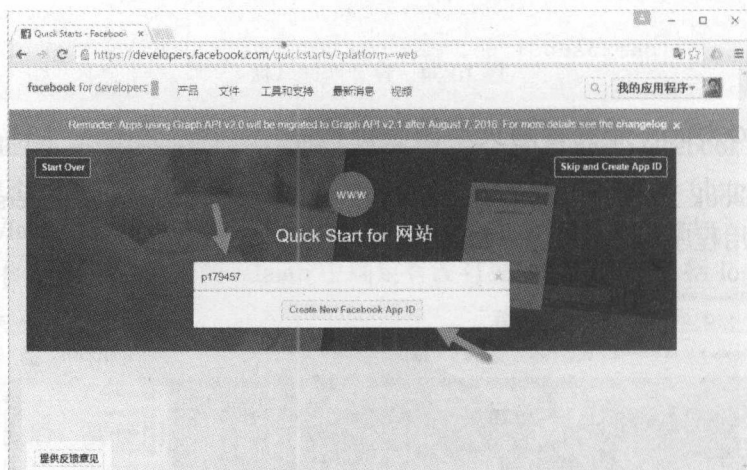 Quick Starts - Facebool ×
https://developers.facebook.com/quickstarts/?platform=web
facebook for developers 产品 文件 工具和支持 最新消息 视频 我的应用程序
Reminder: Apps using Graph API v2.0 will be migrated to Graph API v2.1 after August 7, 2016. For more details see the changelog ×
Start Over Skip and Create App ID
WWW
Quick Start for 网站
p179457 ×
Create New Facebook App ID
提供反馈意见